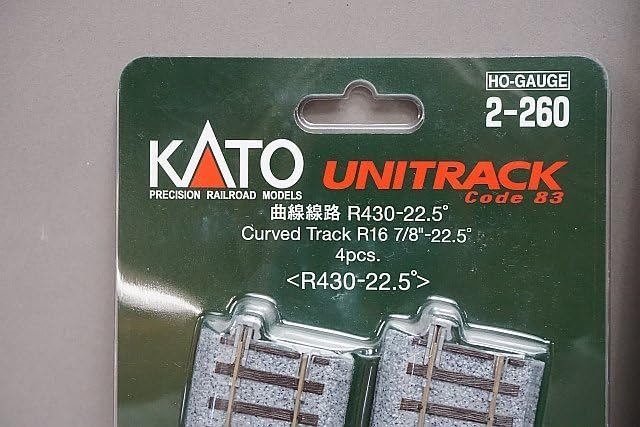 HO-GAUGE
2-260
KATO
PRECISION RAILROAD MODELS
UNITRACK
Code 83
曲線線路 R430-22.5°
Curved Track R16 7/8"-22.5°
4pcs.
<R430-22.5°>